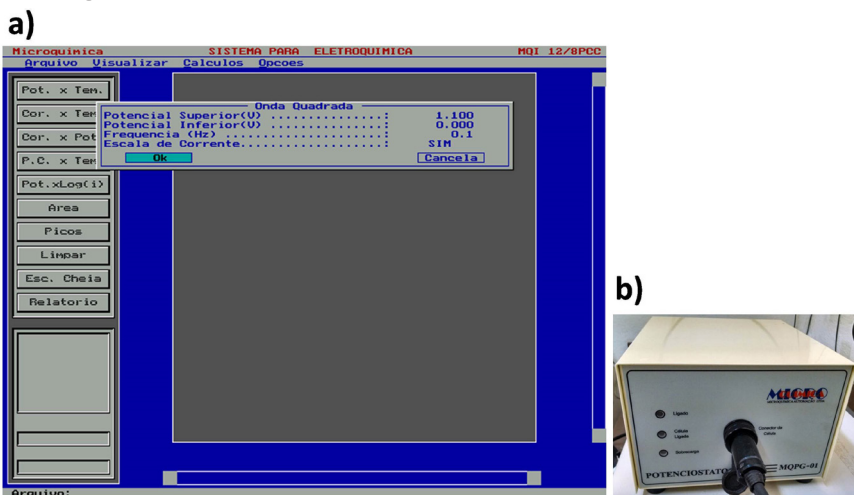 a)
Microquimica SISTEMA PARA ELETROQUIMICA MQI 12/8PCC
Arquivo Visualizar Calculos Opcoes
Pot. x Tem.
Cor. x Tem
Cor. x Pot
P.C. x Tem
Pot.xLog(i)
Area
Picos
Limpar
Esc. Cheia
Relatorio
Onda Quadrada
Potencial Superior(V) ...............: 1.100
Potencial Inferior(V) ...............: 0.000
Frequencia (Hz) .....................: 0.1
Escala de Corrente..................: SIM
Ok Cancela
Arquivo:
b)
MICRO
Ligado
Célula
Ligada
Sobrecarga
Conector da
Célula
POTENCIOSTATO
MQPG-01